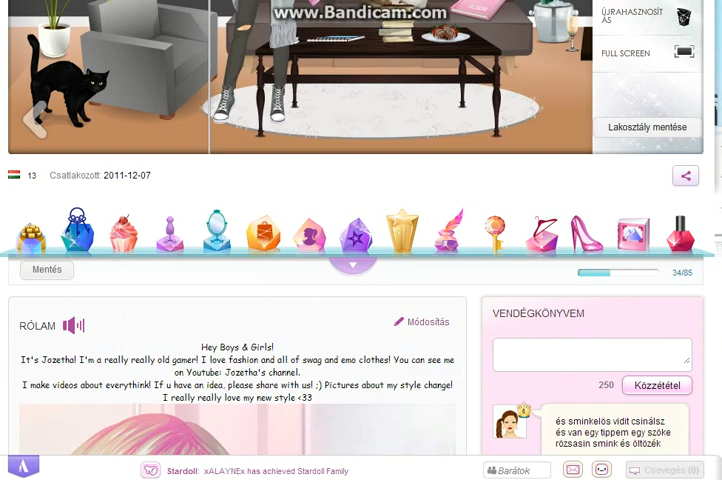 www.Bandicam.com
ÚJRAHASZNOSÍT
ÁS
FULL SCREEN
Lakosztály mentése
13 Csatlakozott: 2011-12-07
Mentés
34/85
RÓLAM
Módosítás
Hey Boys & Girls!
It's Jozetha! I'm a really really old gamer! I love fashion and all of swag and emo clothes! You can see me
on Youtube: Jozetha's channel.
I make videos about everythink! If u have an idea, please share with us! ;) Pictures about my style change!
I really really love my new style <33
VENDÉGKÖNYVEM
250 Közzététel
és sminkelös vidit csinálsz
és van egy tippem egy szöke
rözsasin smink és öltözék
Stardoll: xALAYNEx has achieved Stardoll Family
Barátok
Csevegés (0)